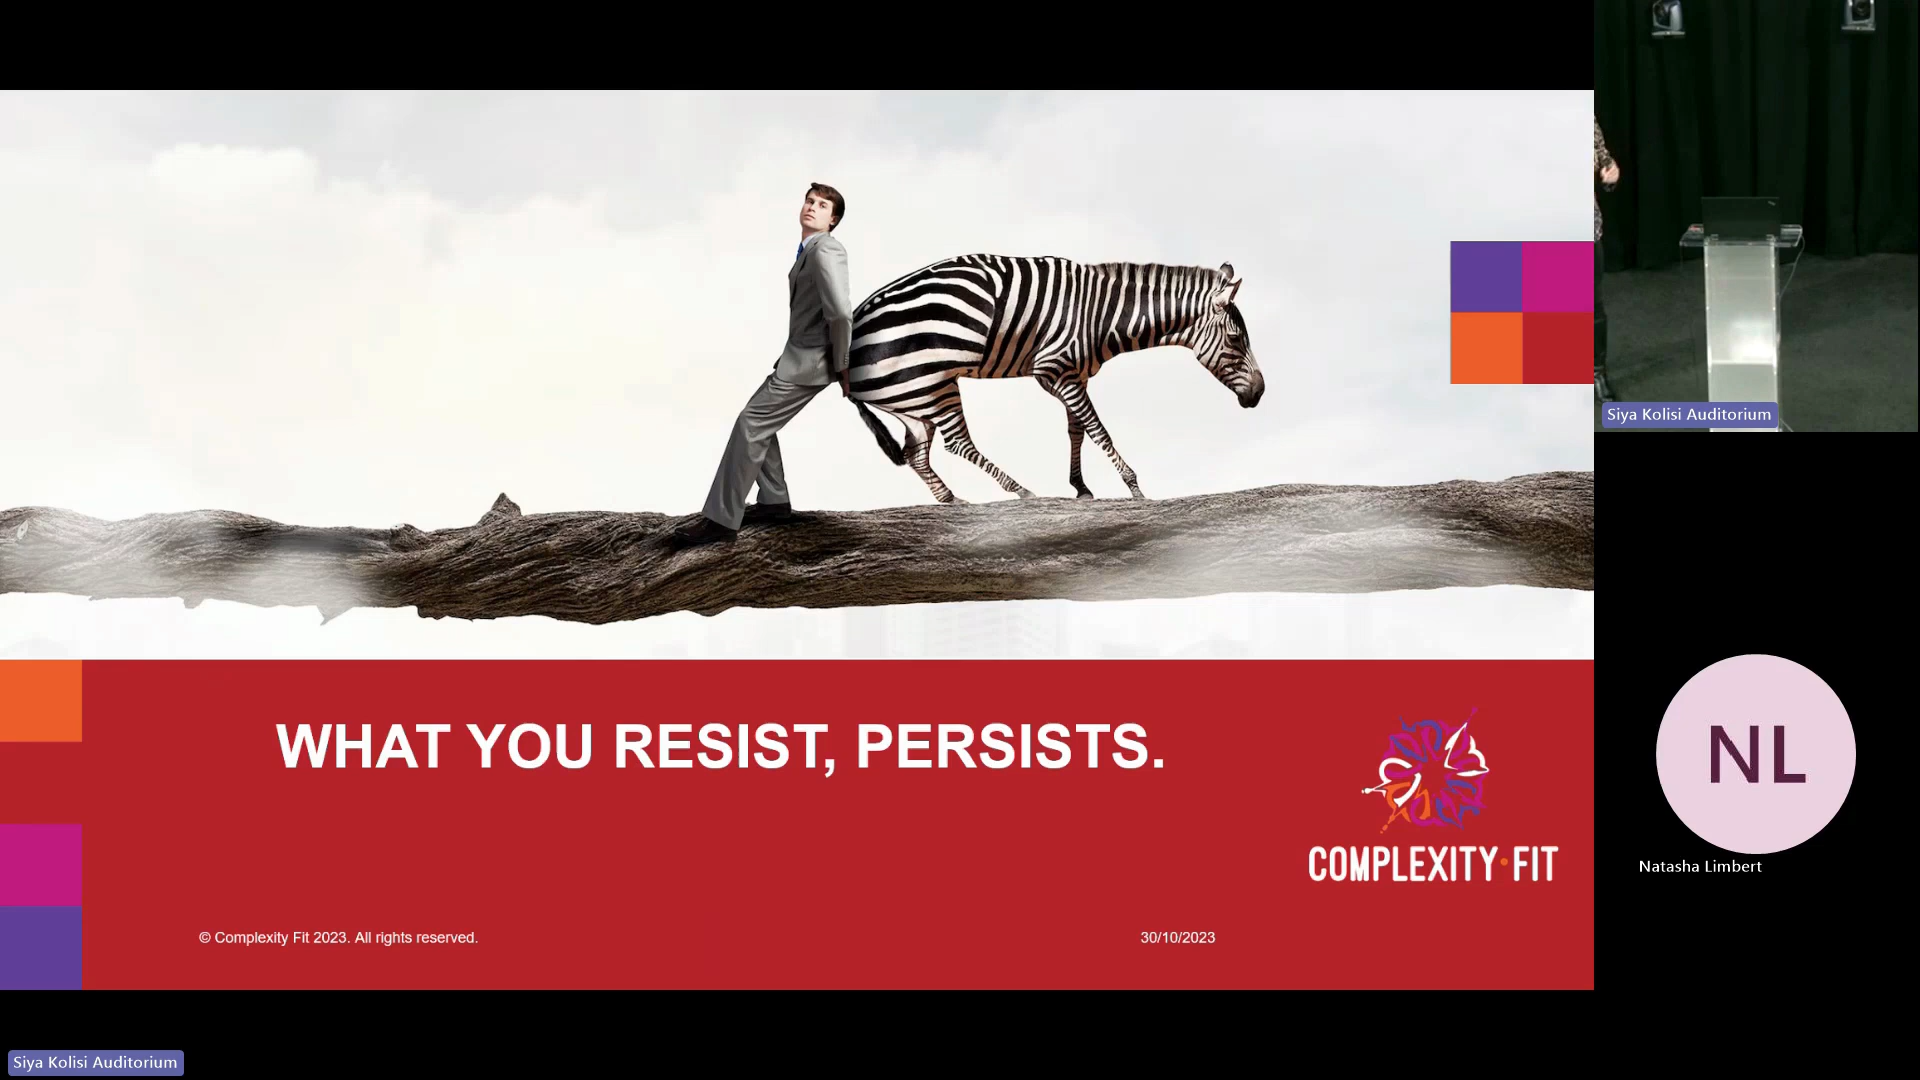 Siya Kolisi Auditorium
WHAT YOU RESIST, PERSISTS.
COMPLEXITY·FIT
© Complexity Fit 2023. All rights reserved.
30/10/2023
NL
Natasha Limbert
Siya Kolisi Auditorium